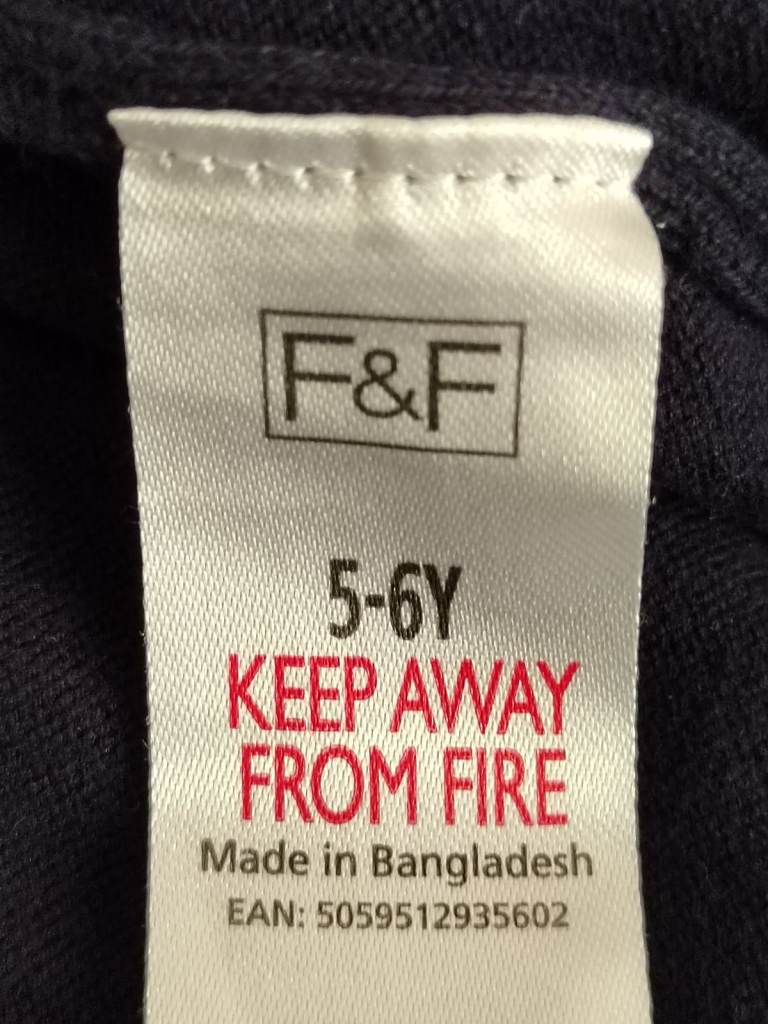 F&F
5-6Y
KEEP AWAY
FROM FIRE
Made in Bangladesh
EAN: 5059512935602